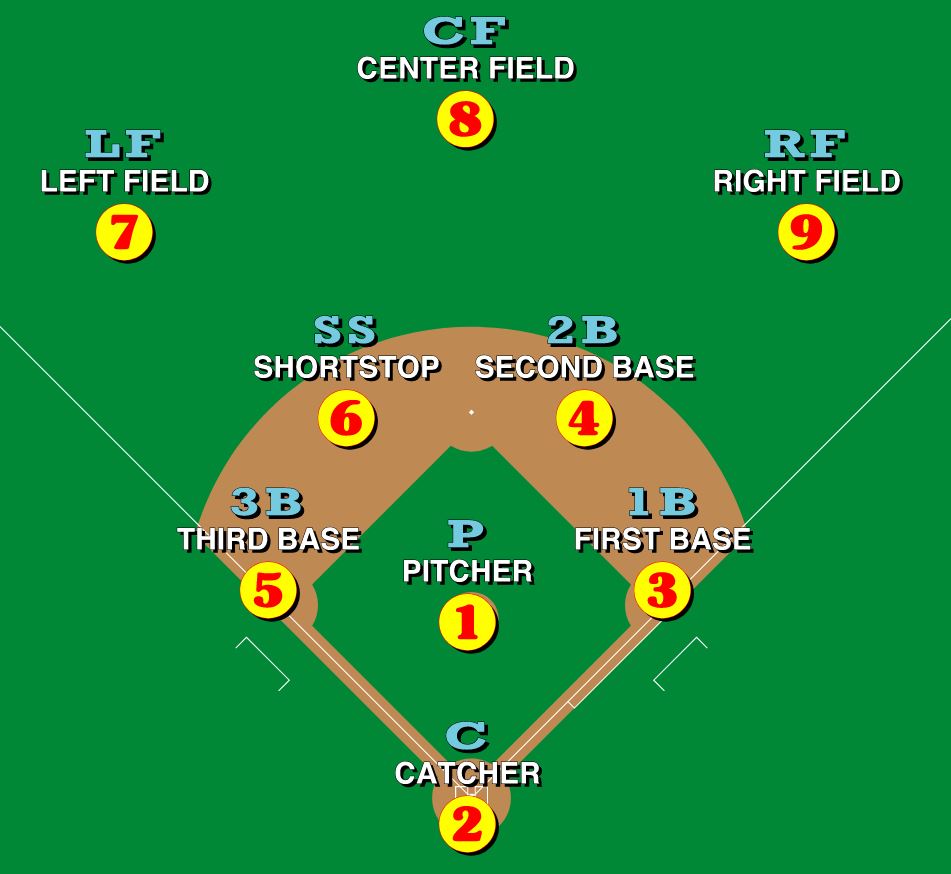 CF
CENTER FIELD
8
LF
LEFT FIELD
7
RF
RIGHT FIELD
9
SS
SHORTSTOP
6
2B
SECOND BASE
4
3B
THIRD BASE
5
P
PITCHER
1
1B
FIRST BASE
3
C
CATCHER
2